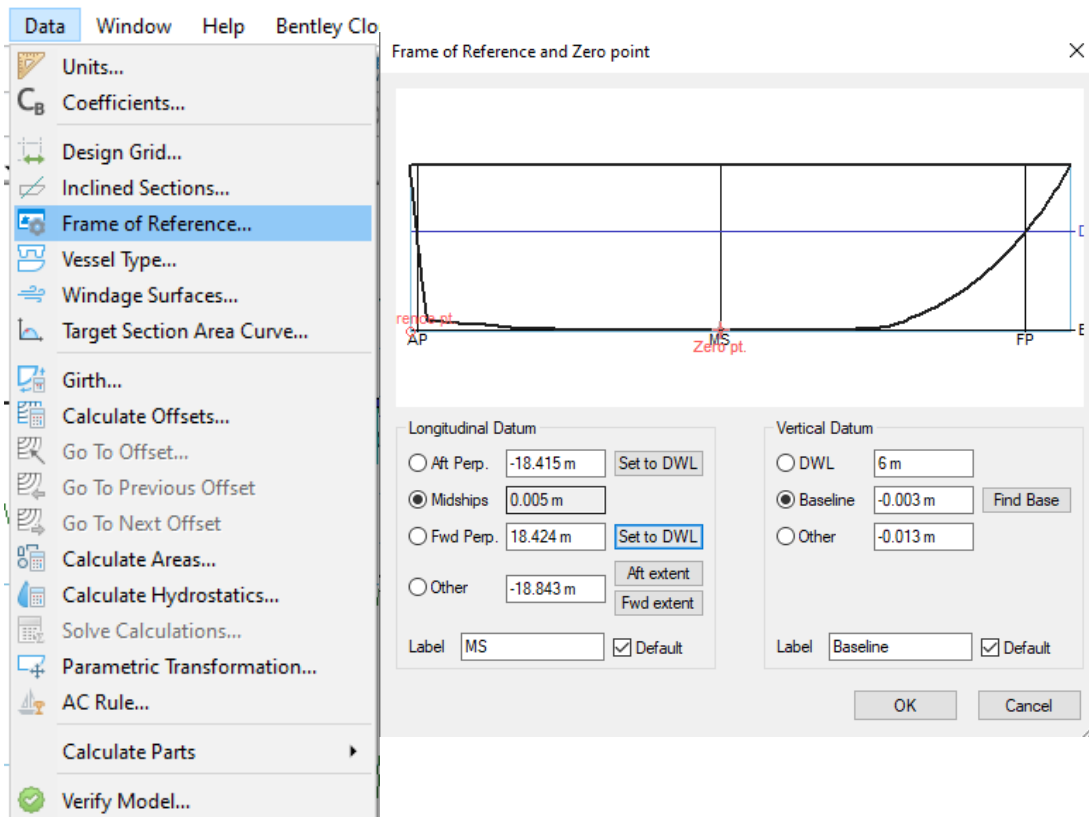 Data Window Help Bentley Clo
Units...
CB Coefficients...
Design Grid...
Inclined Sections...
Frame of Reference...
Vessel Type...
Windage Surfaces...
Target Section Area Curve...
Girth...
Calculate Offsets...
Go To Offset...
Go To Previous Offset
Go To Next Offset
Calculate Areas...
Calculate Hydrostatics...
Solve Calculations...
Parametric Transformation...
AC Rule...
Calculate Parts
Verify Model...
Frame of Reference and Zero point
D
rence pt.
AP MS FP B
Zero pt.
Longitudinal Datum
Aft Perp. -18.415 m Set to DWL
Midships 0.005 m
Fwd Perp. 18.424 m Set to DWL
Other -18.843 m Aft extent
Fwd extent
Label MS Default
Vertical Datum
DWL 6 m
Baseline -0.003 m Find Base
Other -0.013 m
Label Baseline Default
OK Cancel